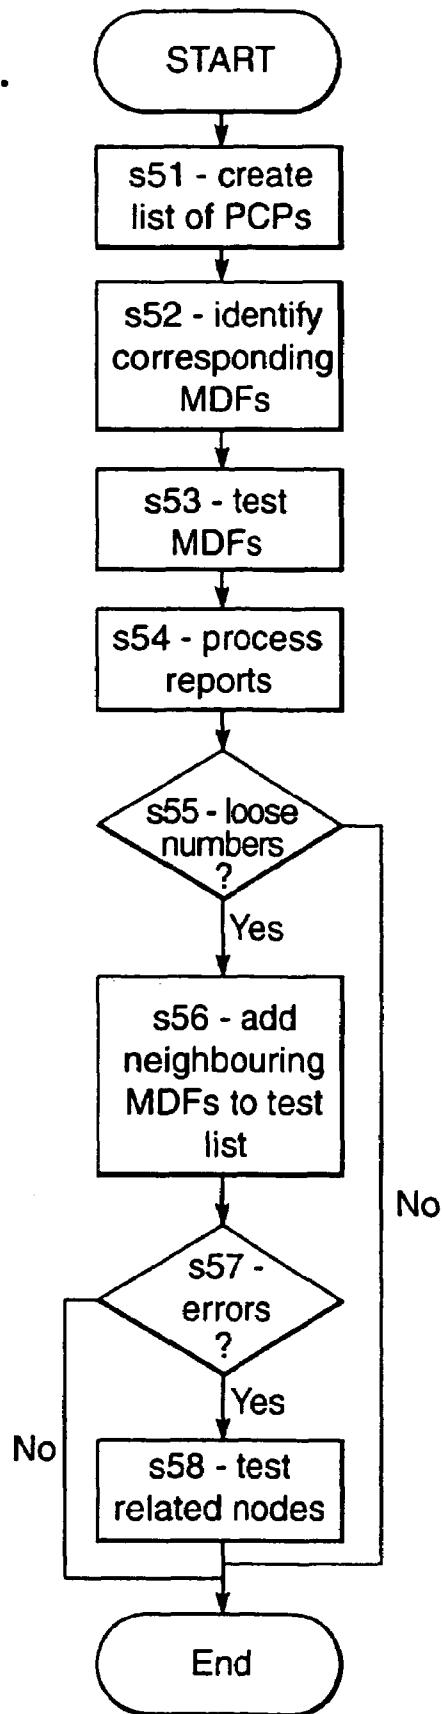 START
s51 - create
list of PCPs
s52 - identify
corresponding
MDFs
s53 - test
MDFs
s54 - process
reports
s55 - loose
numbers
?
Yes
s56 - add
neighbouring
MDFs to test
list
No
s57 -
errors
?
Yes
No
s58 - test
related nodes
End